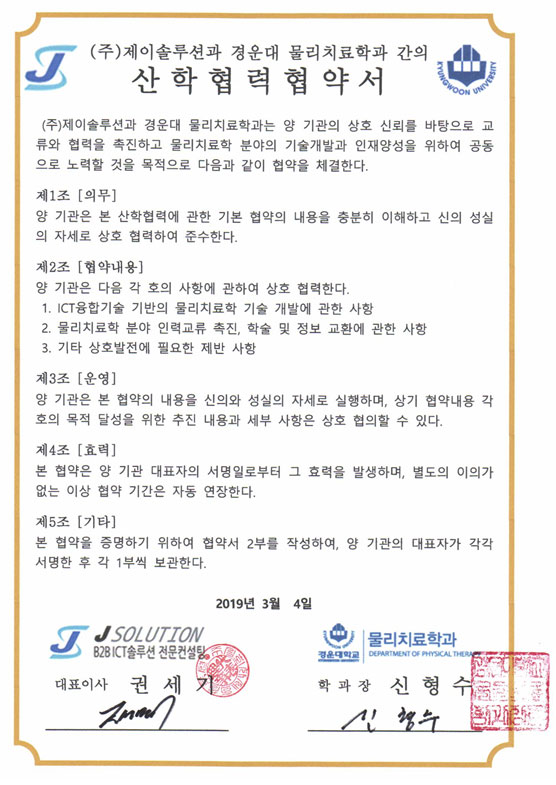 (주)제이솔루션과 경운대 물리치료학과 간의
산학협력협약서
KYUNGWOON UNIVERSITY
(주)제이솔루션과 경운대 물리치료학과는 양 기관의 상호 신뢰를 바탕으로 교
류와 협력을 촉진하고 물리치료학 분야의 기술개발과 인재양성을 위하여 공동
으로 노력할 것을 목적으로 다음과 같이 협약을 체결한다.
제1조 [의무]
양 기관은 본 산학협력에 관한 기본 협약의 내용을 충분히 이해하고 신의 성실
의 자세로 상호 협력하여 준수한다.
제2조 [협약내용]
양 기관은 다음 각 호의 사항에 관하여 상호 협력한다.
1. ICT융합기술 기반의 물리치료학 기술 개발에 관한 사항
2. 물리치료학 분야 인력교류 촉진, 학술 및 정보 교환에 관한 사항
3. 기타 상호발전에 필요한 제반 사항
제3조 [운영]
양 기관은 본 협약의 내용을 신의와 성실의 자세로 실행하며, 상기 협약내용 각
호의 목적 달성을 위한 추진 내용과 세부 사항은 상호 협의할 수 있다.
제4조 [효력]
본 협약은 양 기관 대표자의 서명일로부터 그 효력을 발생하며, 별도의 이의가
없는 이상 협약 기간은 자동 연장한다.
제5조 [기타]
본 협약을 증명하기 위하여 협약서 2부를 작성하여, 양 기관의 대표자가 각각
서명한 후 각 1부씩 보관한다.
2019년 3월 4일
J SOLUTION
B2B ICT솔루션 전문컨설팅
대표이사 권세기
경운대학교 물리치료학과
DEPARTMENT OF PHYSICAL THERAPY
학과장 신형수
신형수